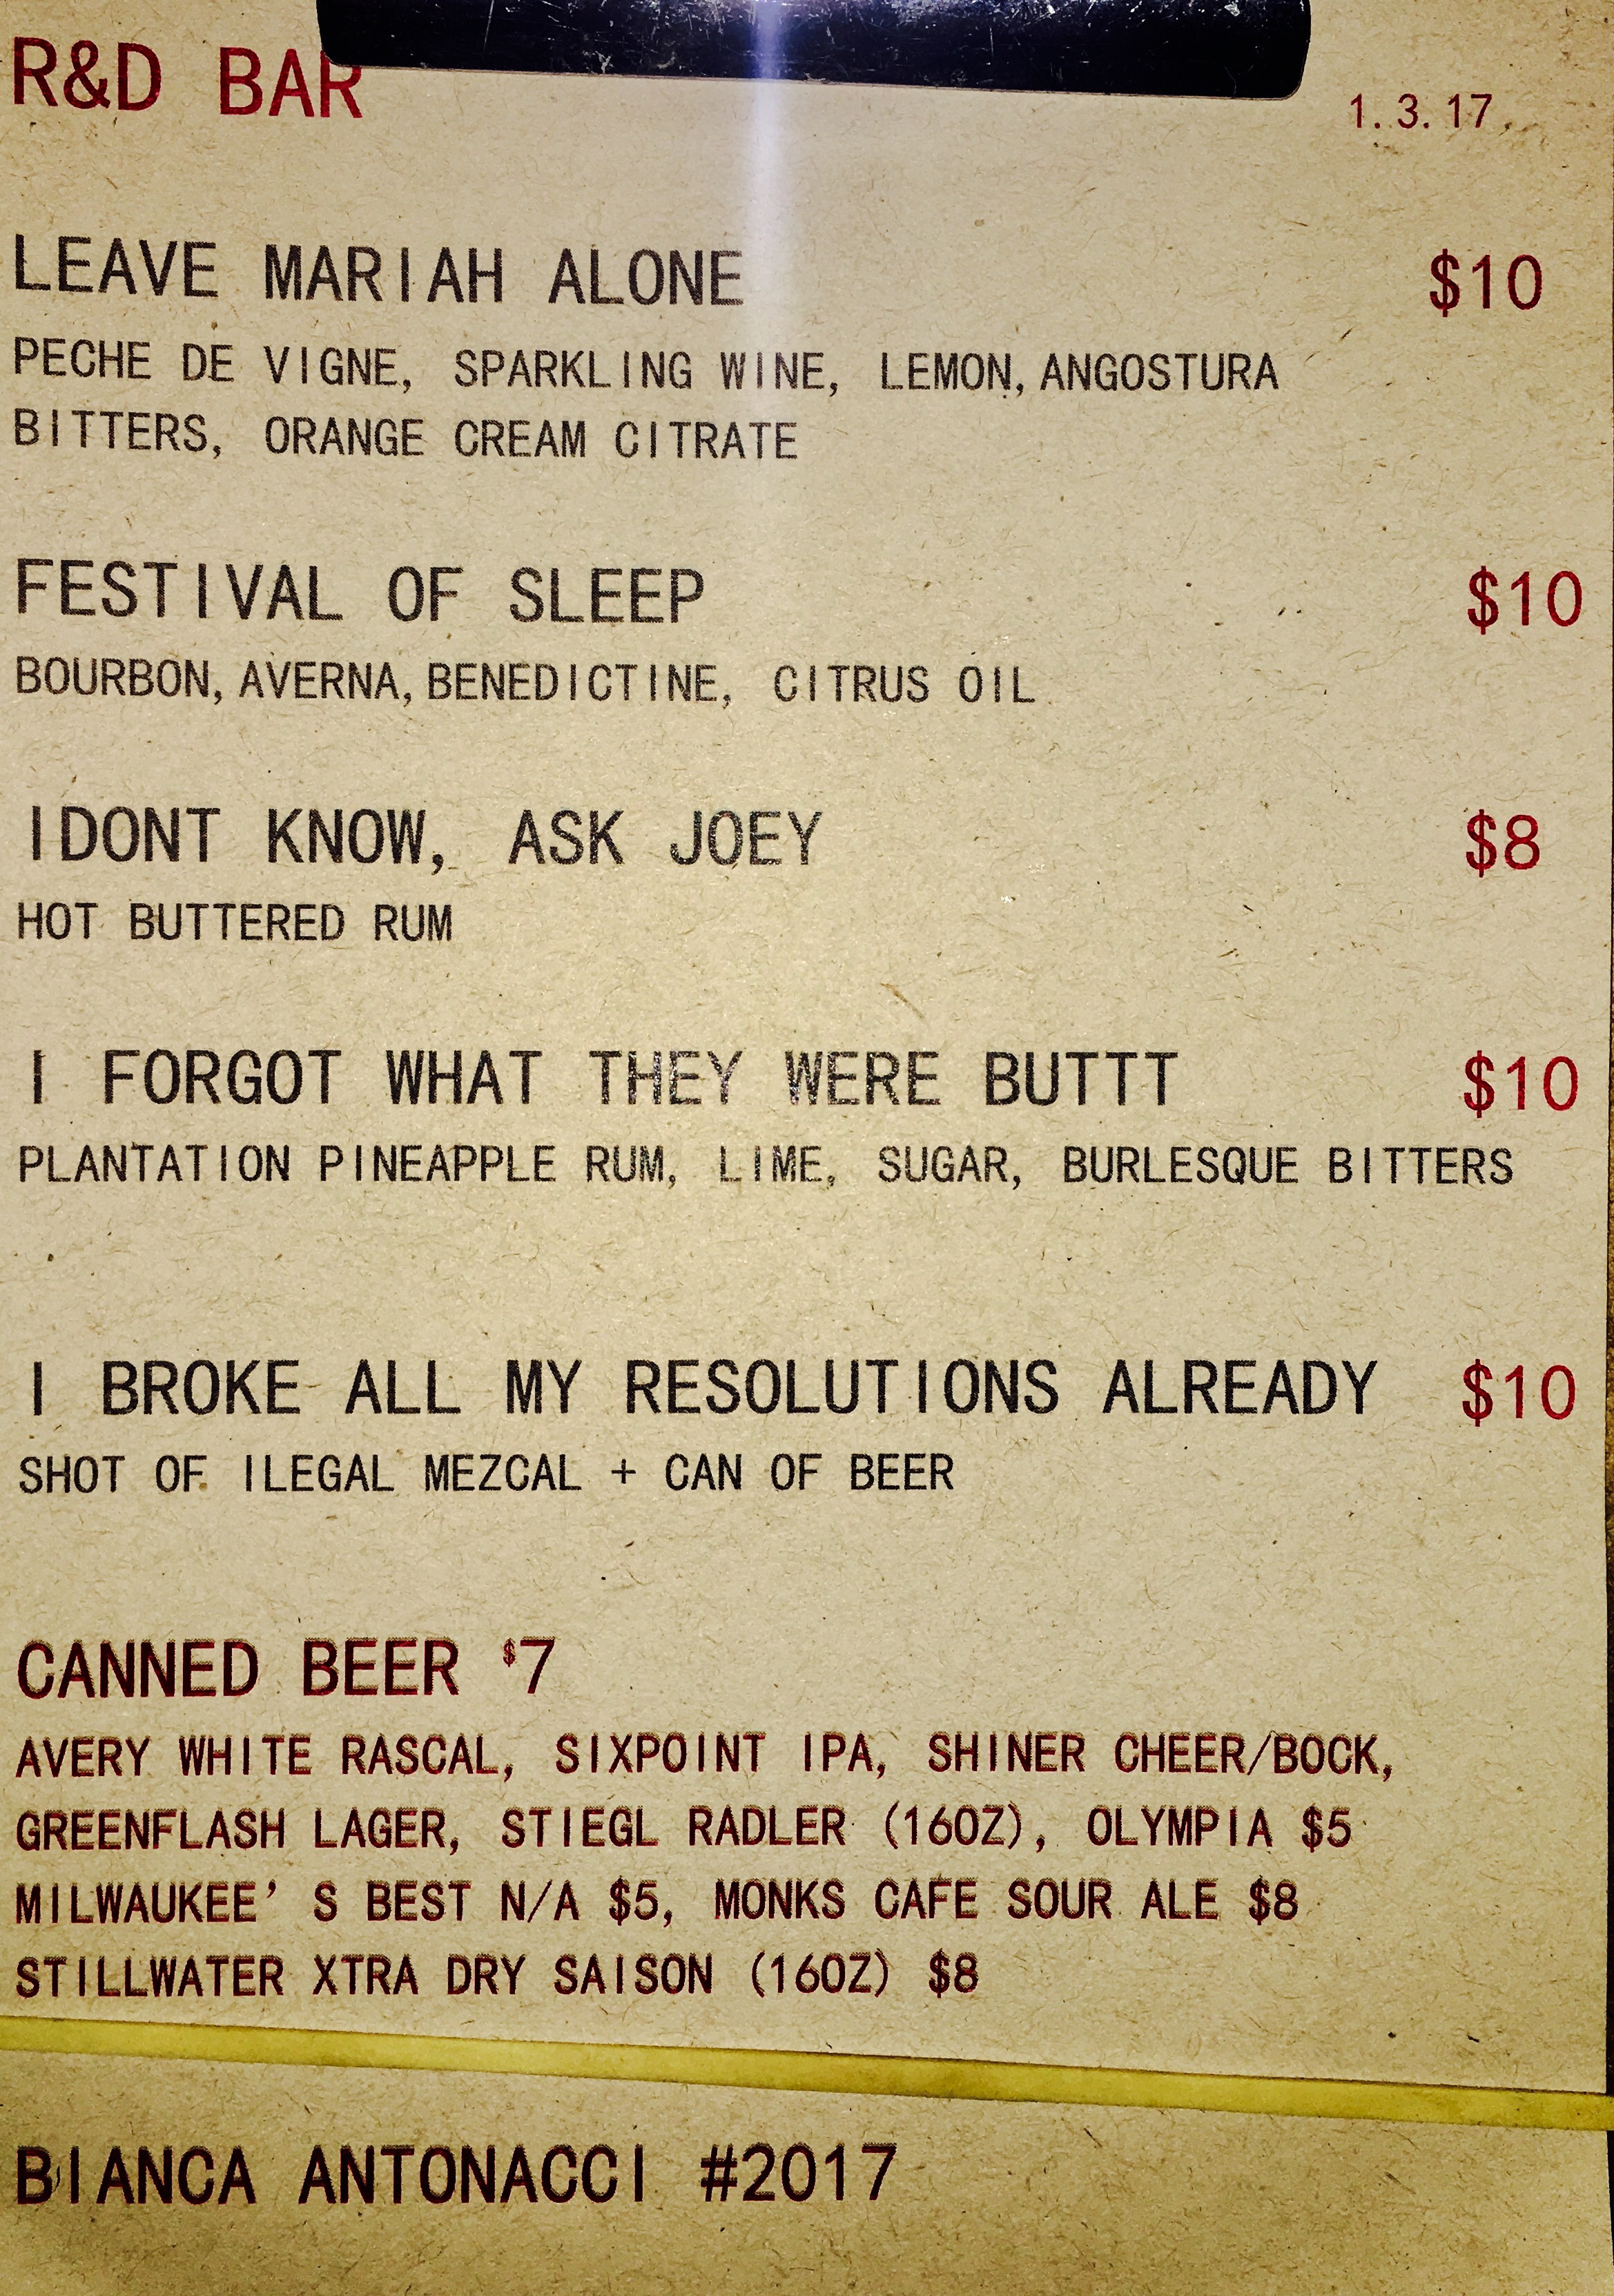 R&D BAR
1.3.17
LEAVE MARIAH ALONE $10
PECHE DE VIGNE, SPARKLING WINE, LEMON, ANGOSTURA
BITTERS, ORANGE CREAM CITRATE
FESTIVAL OF SLEEP $10
BOURBON, AVERNA, BENEDICTINE, CITRUS OIL
IDONT KNOW, ASK JOEY $8
HOT BUTTERED RUM
I FORGOT WHAT THEY WERE BUTTT $10
PLANTATION PINEAPPLE RUM, LIME, SUGAR, BURLESQUE BITTERS
I BROKE ALL MY RESOLUTIONS ALREADY $10
SHOT OF ILEGAL MEZCAL + CAN OF BEER
CANNED BEER $7
AVERY WHITE RASCAL, SIXPOINT IPA, SHINER CHEER/BOCK,
GREENFLASH LAGER, STIEGL RADLER (16OZ), OLYMPIA $5
MILWAUKEE'S BEST N/A $5, MONKS CAFE SOUR ALE $8
STILLWATER XTRA DRY SAISON (16OZ) $8
BIANCA ANTONACCI #2017